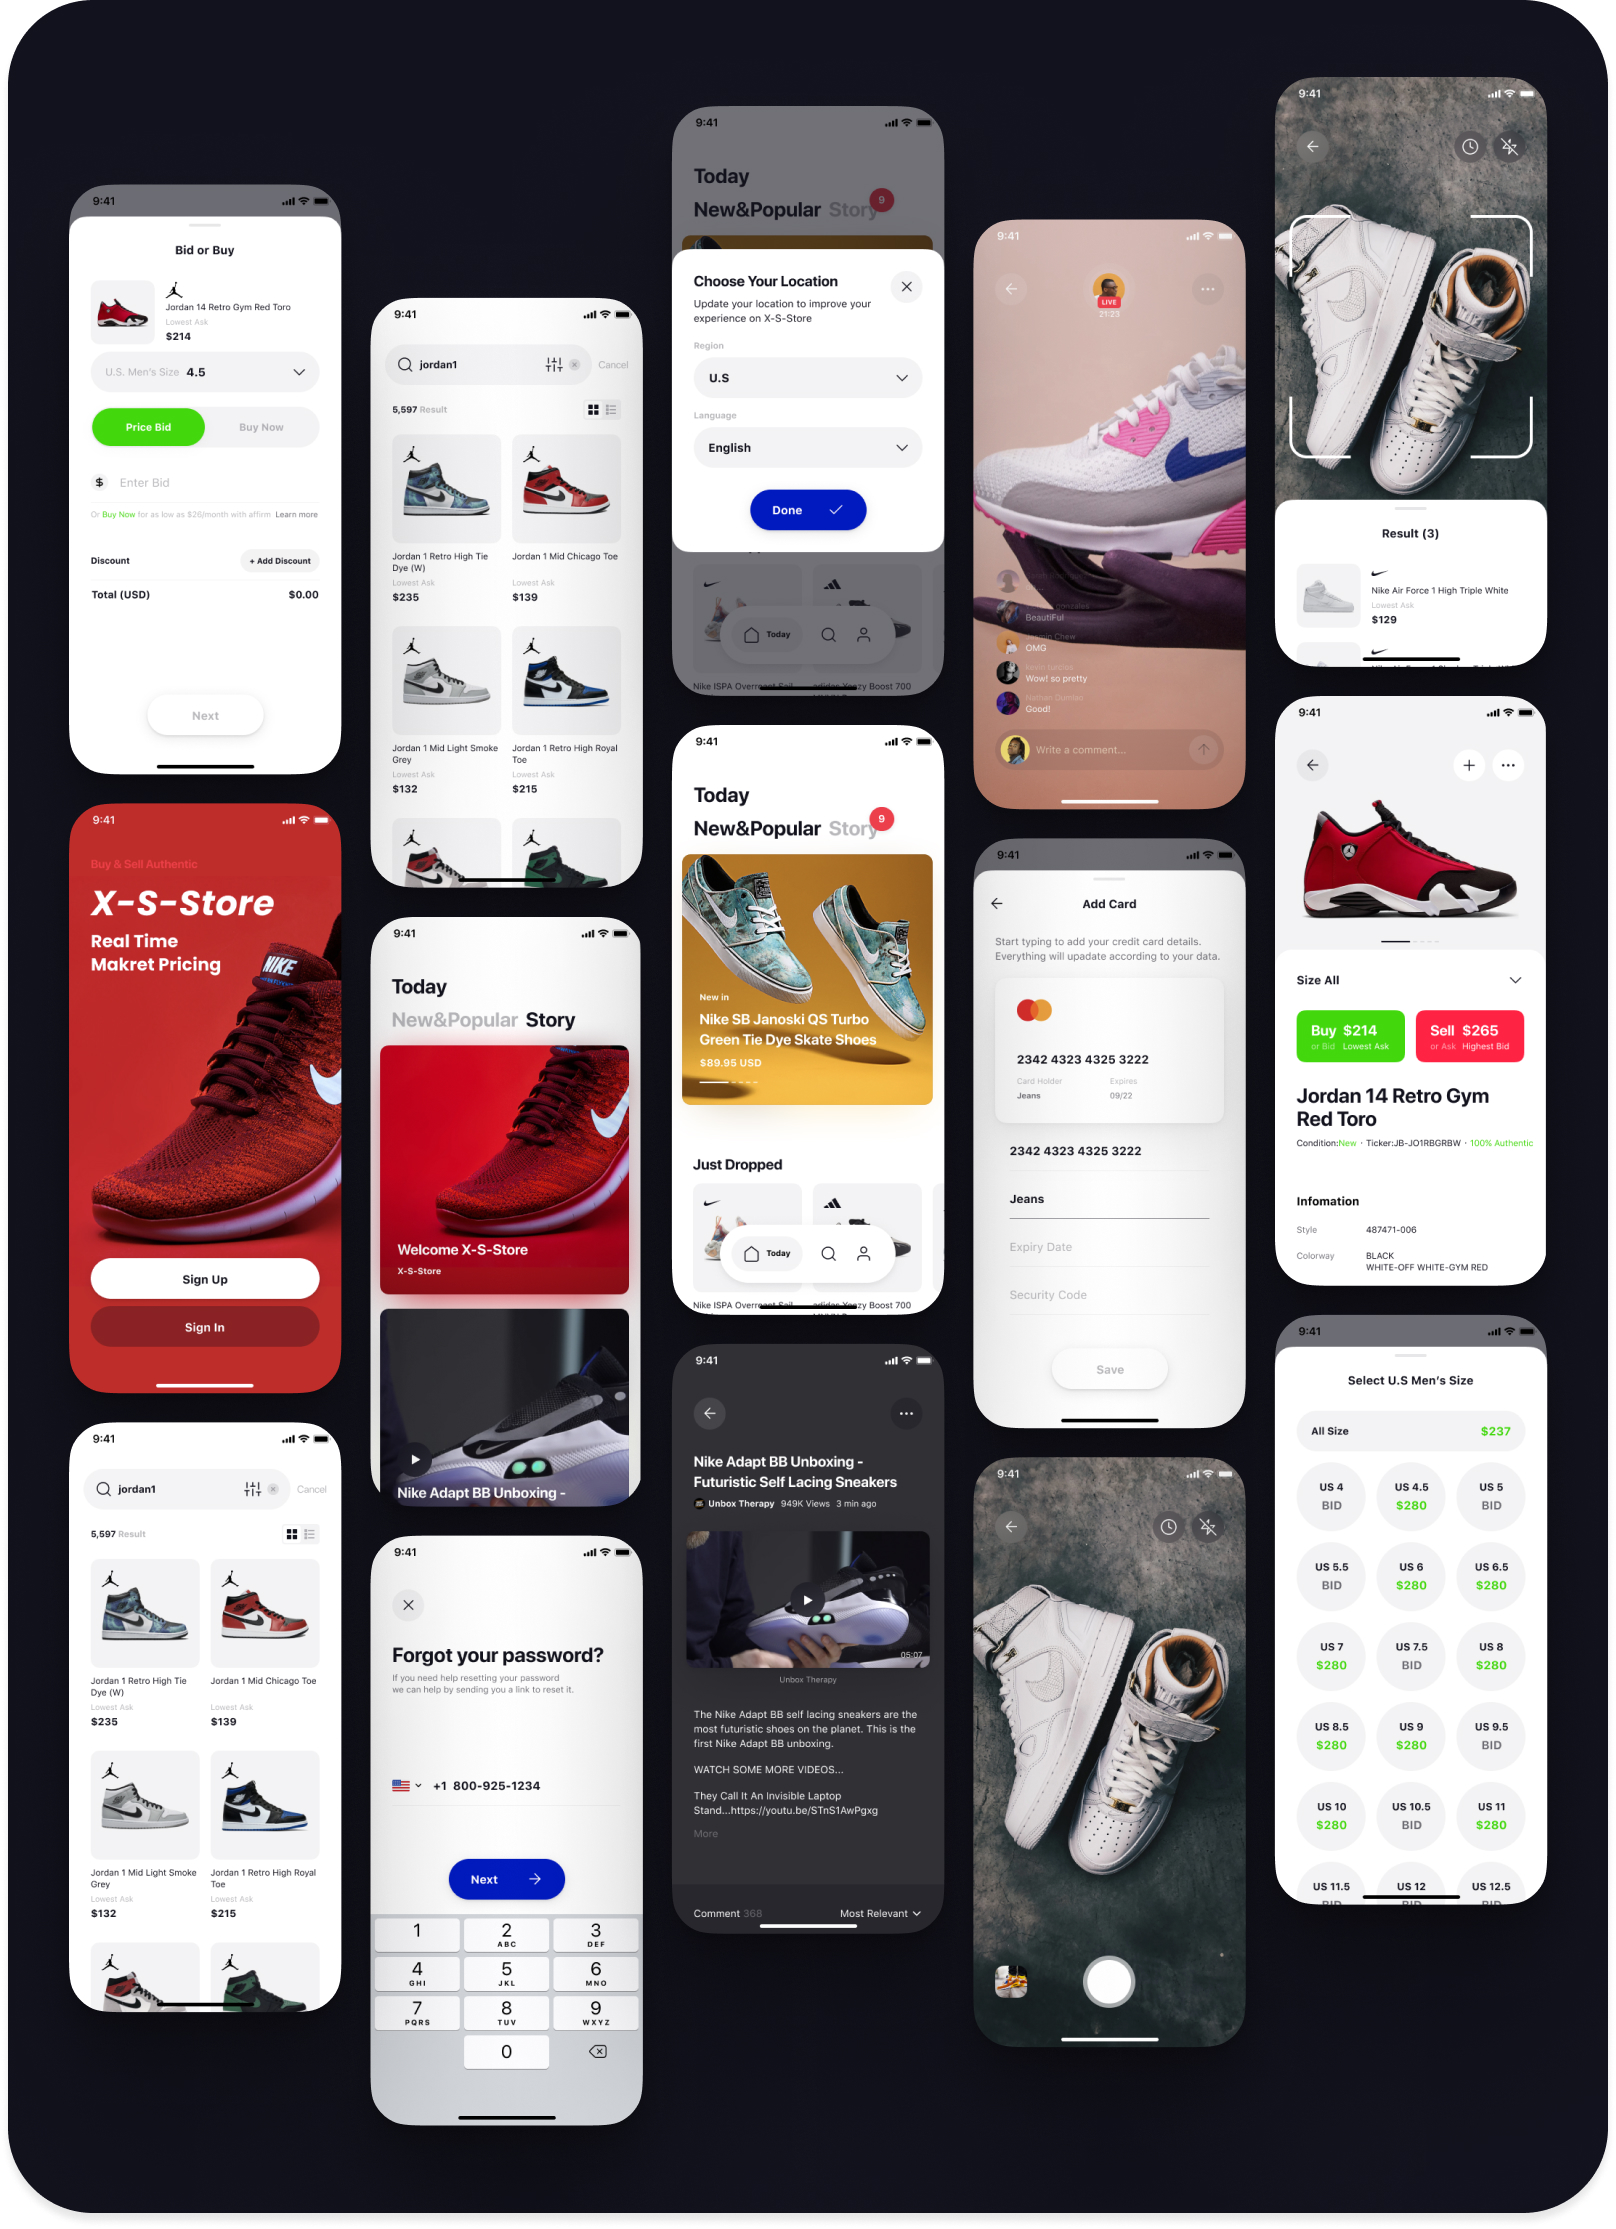 9:41
Bid or Buy
Jordan 14 Retro Gym Red Toro
Lowest Ask
$214
U.S. Men's Size 4.5
Price Bid
Buy Now
$ Enter Bid
Or Buy Now for as low as $26/month with affirm Learn more
Discount
+ Add Discount
Total (USD)
$0.00
Next
9:41
Buy & Sell Authentic
X-S-Store
Real Time
Makret Pricing
NIKE
Sign Up
Sign In
9:41
jordan1
Cancel
5,597 Result
Jordan 1 Retro High Tie
Dye (W)
Lowest Ask
$235
Jordan 1 Mid Chicago Toe
Lowest Ask
$139
Jordan 1 Mid Light Smoke
Grey
Lowest Ask
$132
Jordan 1 Retro High Royal
Toe
Lowest Ask
$215
9:41
jordan1
Cancel
5,597 Result
Jordan 1 Retro High Tie
Dye (W)
Lowest Ask
$235
Jordan 1 Mid Chicago Toe
Lowest Ask
$139
Jordan 1 Mid Light Smoke
Grey
Lowest Ask
$132
Jordan 1 Retro High Royal
Toe
Lowest Ask
$215
9:41
Today
New&Popular Story
Welcome X-S-Store
X-S-Store
Nike Adapt BB Unboxing -
9:41
Forgot your password?
If you need help resetting your password
we can help by sending you a link to reset it.
+1 800-925-1234
Next
1
2
ABC
3
DEF
4
GHI
5
JKL
6
MNO
7
PQRS
8
TUV
9
WXYZ
0
9:41
Today
New&Popular Story
9
Choose Your Location
Update your location to improve your
experience on X-S-Store
Region
U.S
Language
English
Done
Today
Nike ISPA Overreact Sail
adidas Yeezy Boost 700
9:41
Today
New&Popular Story
9
New in
Nike SB Janoski QS Turbo
Green Tie Dye Skate Shoes
$89.95 USD
Just Dropped
Today
Nike ISPA Overreact Sail
adidas Yeezy Boost 700
9:41
Nike Adapt BB Unboxing -
Futuristic Self Lacing Sneakers
Unbox Therapy 949K Views 3 min ago
05:07
Unbox Therapy
The Nike Adapt BB self lacing sneakers are the
most futuristic shoes on the planet. This is the
first Nike Adapt BB unboxing.
WATCH SOME MORE VIDEOS...
They Call It An Invisible Laptop
Stand...https://youtu.be/STnS1AwPgxg
More
Comment 368
Most Relevant
9:41
LIVE
21:23
BeautiFul
Chew
OMG
Wow! so pretty
Good!
Write a comment...
9:41
Add Card
Start typing to add your credit card details.
Everything will upadate according to your data.
2342 4323 4325 3222
Card Holder
Expires
Jeans
09/22
2342 4323 4325 3222
Jeans
Expiry Date
Security Code
Save
9:41
9:41
Result (3)
Nike Air Force 1 High Triple White
Lowest Ask
$129
9:41
Size All
Buy $214
or Bid Lowest Ask
Sell $265
or Ask Highest Bid
Jordan 14 Retro Gym
Red Toro
Condition:New · Ticker:JB-JO1RBGRBW · 100% Authentic
Infomation
Style
487471-006
Colorway
BLACK
WHITE-OFF WHITE-GYM RED
9:41
Select U.S Men's Size
All Size
$237
US 4
BID
US 4.5
$280
US 5
BID
US 5.5
BID
US 6
$280
US 6.5
$280
US 7
$280
US 7.5
BID
US 8
$280
US 8.5
$280
US 9
$280
US 9.5
BID
US 10
$280
US 10.5
BID
US 11
$280
US 11.5
BID
US 12
BID
US 12.5
BID